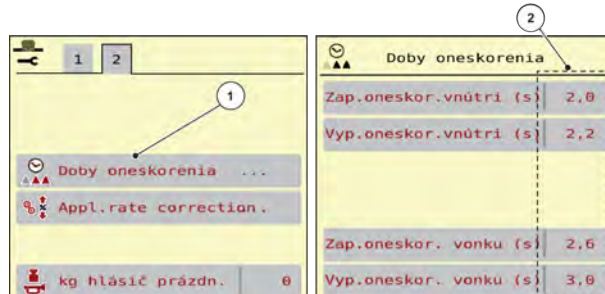 1 2
1
Doby oneskorenia ...
Appl.rate correction.
kg hlásič prázdn. 0
2
Doby oneskorenia
Zap.oneskor.vnútri (s) 2,0
Vyp.oneskor.vnútri (s) 2,2
Zap.oneskor. vonku (s) 2,6
Vyp.oneskor. vonku (s) 3,0